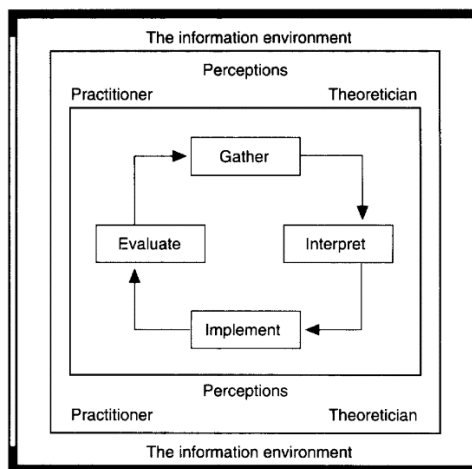 The information environment
Perceptions
Practitioner Theoretician
Gather
Evaluate Interpret
Implement
Perceptions
Practitioner Theoretician
The information environment